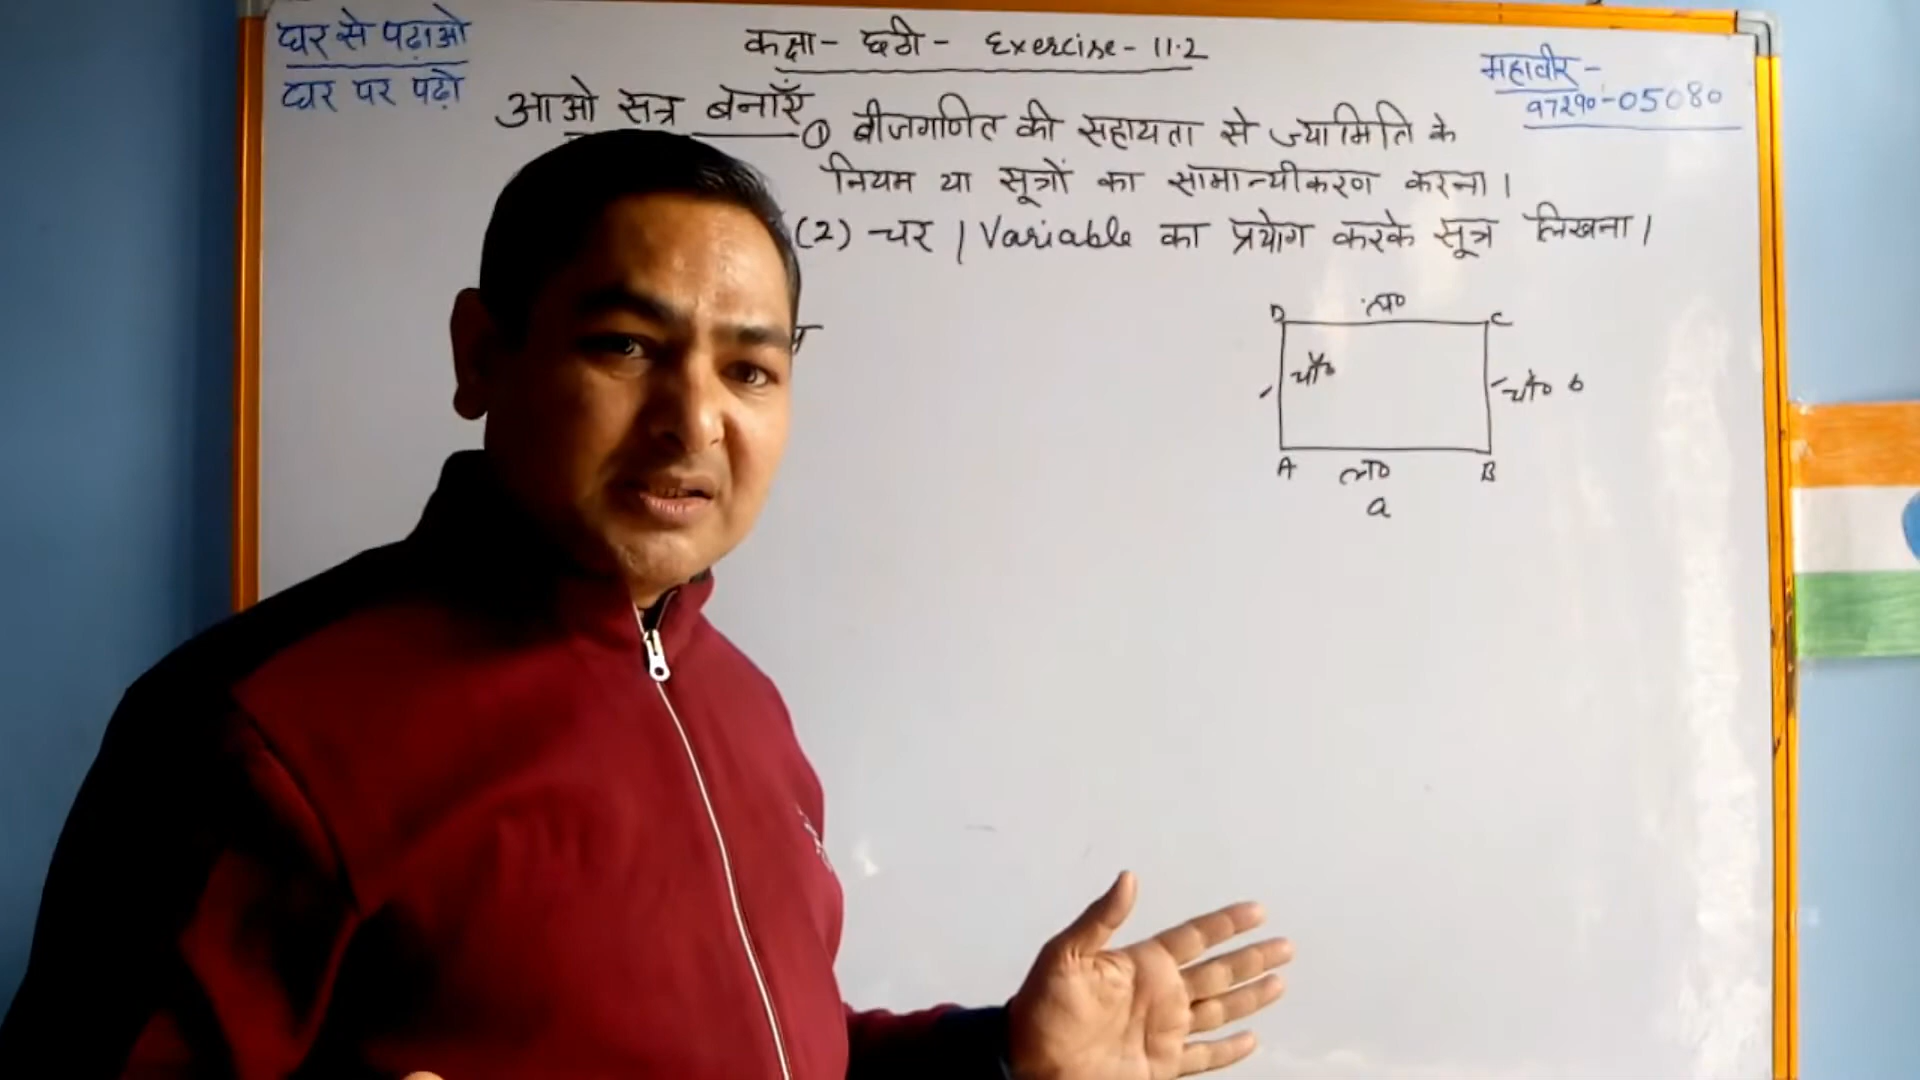 घर से पढ़ाओ
घर पर पढ़ो
कक्षा - छठी - Exercise - 11.2
महावीर -
97290-05080
आओ सत्र बनाएँ
① बीजगणित की सहायता से ज्यामिति के
नियम या सूत्रों का सामान्यीकरण करना।
(2) चर / Variable का प्रयोग करके सूत्र लिखना।
D ल० C
चौ० चौ० b
A ल० B
a